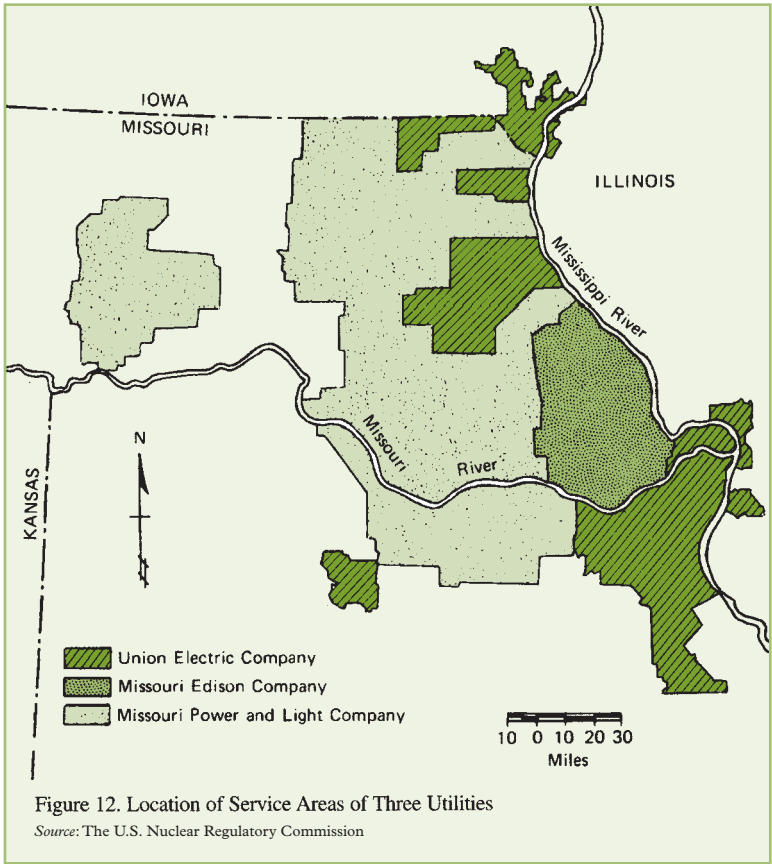 IOWA
MISSOURI
ILLINOIS
Mississippi River
Missouri River
N
KANSAS
Union Electric Company
Missouri Edison Company
Missouri Power and Light Company
10 0 10 20 30
Miles
Figure 12. Location of Service Areas of Three Utilities
Source: The U.S. Nuclear Regulatory Commission